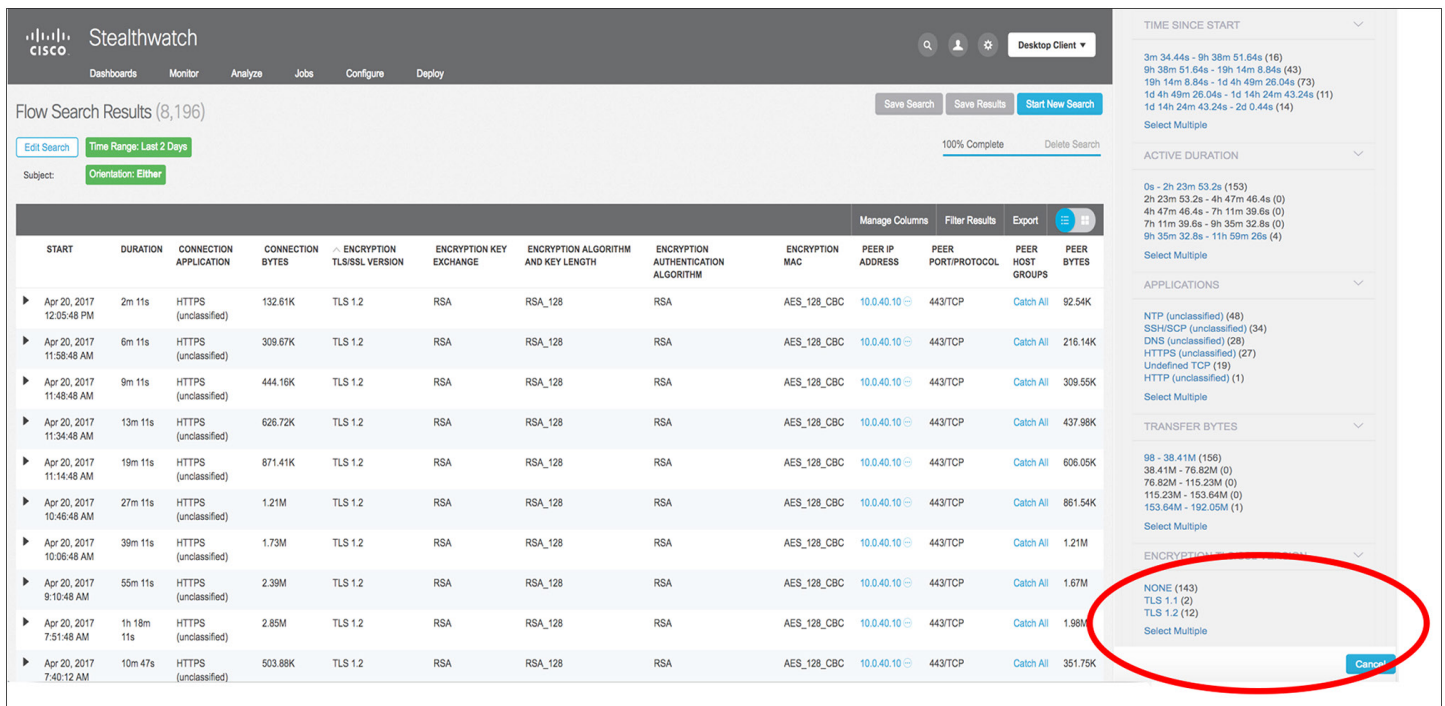 CISCO
Stealthwatch
Desktop Client
Dashboards Monitor Analyze Jobs Configure Deploy
Flow Search Results (8,196)
Save Search Save Results Start New Search
Edit Search Time Range: Last 2 Days
100% Complete Delete Search
Subject: Orientation: Either
Manage Columns Filter Results Export
START DURATION CONNECTION CONNECTION ENCRYPTION ENCRYPTION KEY ENCRYPTION ALGORITHM ENCRYPTION ENCRYPTION PEER IP PEER PEER PEER
APPLICATION BYTES TLS/SSL VERSION EXCHANGE AND KEY LENGTH AUTHENTICATION MAC ADDRESS PORT/PROTOCOL HOST BYTES
ALGORITHM GROUPS
Apr 20, 2017 2m 11s HTTPS 132.61K TLS 1.2 RSA RSA_128 RSA AES_128_CBC 10.0.40.10 443/TCP Catch All 92.54K
12:05:48 PM (unclassified)
Apr 20, 2017 6m 11s HTTPS 309.67K TLS 1.2 RSA RSA_128 RSA AES_128_CBC 10.0.40.10 443/TCP Catch All 216.14K
11:58:48 AM (unclassified)
Apr 20, 2017 9m 11s HTTPS 444.16K TLS 1.2 RSA RSA_128 RSA AES_128_CBC 10.0.40.10 443/TCP Catch All 309.55K
11:48:48 AM (unclassified)
Apr 20, 2017 13m 11s HTTPS 626.72K TLS 1.2 RSA RSA_128 RSA AES_128_CBC 10.0.40.10 443/TCP Catch All 437.98K
11:34:48 AM (unclassified)
Apr 20, 2017 19m 11s HTTPS 871.41K TLS 1.2 RSA RSA_128 RSA AES_128_CBC 10.0.40.10 443/TCP Catch All 606.05K
11:14:48 AM (unclassified)
Apr 20, 2017 27m 11s HTTPS 1.21M TLS 1.2 RSA RSA_128 RSA AES_128_CBC 10.0.40.10 443/TCP Catch All 861.54K
10:46:48 AM (unclassified)
Apr 20, 2017 39m 11s HTTPS 1.73M TLS 1.2 RSA RSA_128 RSA AES_128_CBC 10.0.40.10 443/TCP Catch All 1.21M
10:06:48 AM (unclassified)
Apr 20, 2017 55m 11s HTTPS 2.39M TLS 1.2 RSA RSA_128 RSA AES_128_CBC 10.0.40.10 443/TCP Catch All 1.67M
9:10:48 AM (unclassified)
Apr 20, 2017 1h 18m HTTPS 2.85M TLS 1.2 RSA RSA_128 RSA AES_128_CBC 10.0.40.10 443/TCP Catch All 1.98M
7:51:48 AM 11s (unclassified)
Apr 20, 2017 10m 47s HTTPS 503.88K TLS 1.2 RSA RSA_128 RSA AES_128_CBC 10.0.40.10 443/TCP Catch All 351.75K
7:40:12 AM (unclassified)
TIME SINCE START
3m 34.44s - 9h 38m 51.64s (16)
9h 38m 51.64s - 19h 14m 8.84s (43)
19h 14m 8.84s - 1d 4h 49m 26.04s (73)
1d 4h 49m 26.04s - 1d 14h 24m 43.24s (11)
1d 14h 24m 43.24s - 2d 0.44s (14)
Select Multiple
ACTIVE DURATION
0s - 2h 23m 53.2s (153)
2h 23m 53.2s - 4h 47m 46.4s (0)
4h 47m 46.4s - 7h 11m 39.6s (0)
7h 11m 39.6s - 9h 35m 32.8s (0)
9h 35m 32.8s - 11h 59m 26s (4)
Select Multiple
APPLICATIONS
NTP (unclassified) (48)
SSH/SCP (unclassified) (34)
DNS (unclassified) (28)
HTTPS (unclassified) (27)
Undefined TCP (19)
HTTP (unclassified) (1)
Select Multiple
TRANSFER BYTES
98 - 38.41M (156)
38.41M - 76.82M (0)
76.82M - 115.23M (0)
115.23M - 153.64M (0)
153.64M - 192.05M (1)
Select Multiple
ENCRYPTION TLS/SSL VERSION
NONE (143)
TLS 1.1 (2)
TLS 1.2 (12)
Select Multiple
Cancel